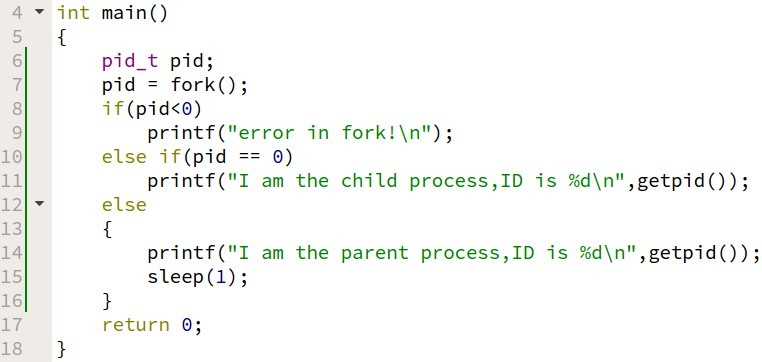 4 int main()
5 {
6     pid_t pid;
7     pid = fork();
8     if(pid<0)
9         printf("error in fork!\n");
10     else if(pid == 0)
11         printf("I am the child process,ID is %d\n",getpid());
12     else
13     {
14         printf("I am the parent process,ID is %d\n",getpid());
15         sleep(1);
16     }
17     return 0;
18 }